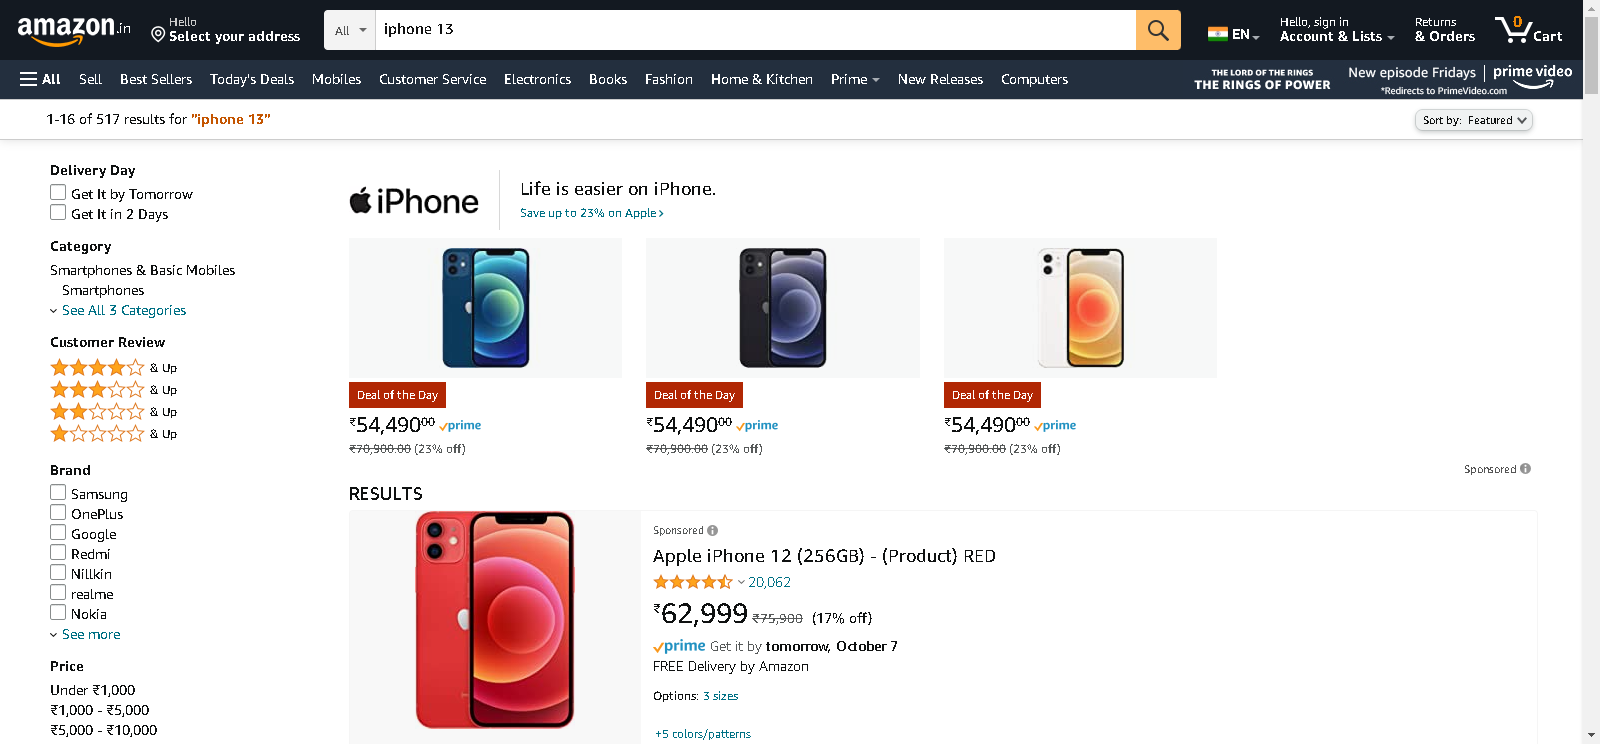 amazon.in
Hello
Select your address
All
iphone 13
EN
Hello, sign in
Account & Lists
Returns
& Orders
0
Cart
All
Sell
Best Sellers
Today's Deals
Mobiles
Customer Service
Electronics
Books
Fashion
Home & Kitchen
Prime
New Releases
Computers
THE LORD OF THE RINGS
THE RINGS OF POWER
New episode Fridays
*Redirects to PrimeVideo.com
prime video
1-16 of 517 results for "iphone 13"
Sort by: Featured
Delivery Day
Get It by Tomorrow
Get It in 2 Days
Category
Smartphones & Basic Mobiles
Smartphones
See All 3 Categories
Customer Review
& Up
& Up
& Up
& Up
Brand
Samsung
OnePlus
Google
Redmi
Nillkin
realme
Nokia
See more
Price
Under ₹1,000
₹1,000 - ₹5,000
₹5,000 - ₹10,000
iPhone
Life is easier on iPhone.
Save up to 23% on Apple
Deal of the Day
₹54,49000 prime
₹70,900.00 (23% off)
Deal of the Day
₹54,49000 prime
₹70,900.00 (23% off)
Deal of the Day
₹54,49000 prime
₹70,900.00 (23% off)
Sponsored
RESULTS
Sponsored
Apple iPhone 12 (256GB) - (Product) RED
20,062
₹62,999 ₹75,900 (17% off)
prime Get it by tomorrow, October 7
FREE Delivery by Amazon
Options: 3 sizes
+5 colors/patterns